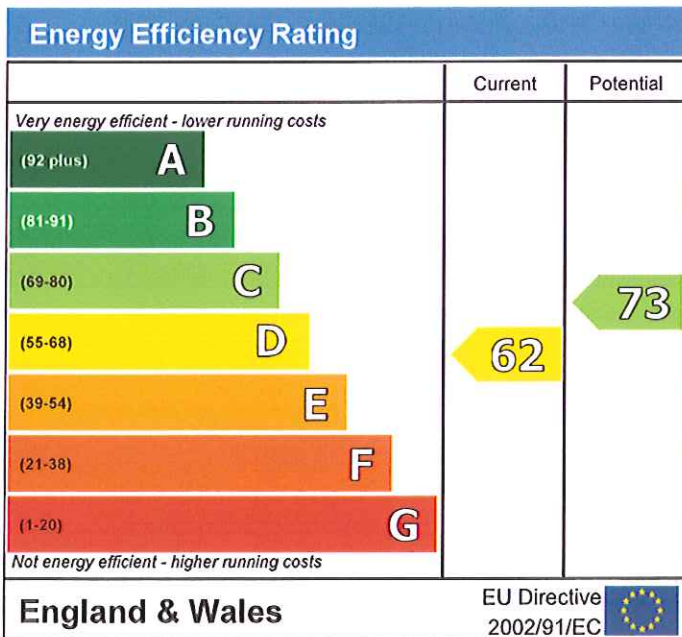 Energy Efficiency Rating
Current Potential
Very energy efficient - lower running costs
(92 plus) A
(81-91) B
(69-80) C
73
(55-68) D
62
(39-54) E
(21-38) F
(1-20) G
Not energy efficient - higher running costs
England & Wales
EU Directive
2002/91/EC